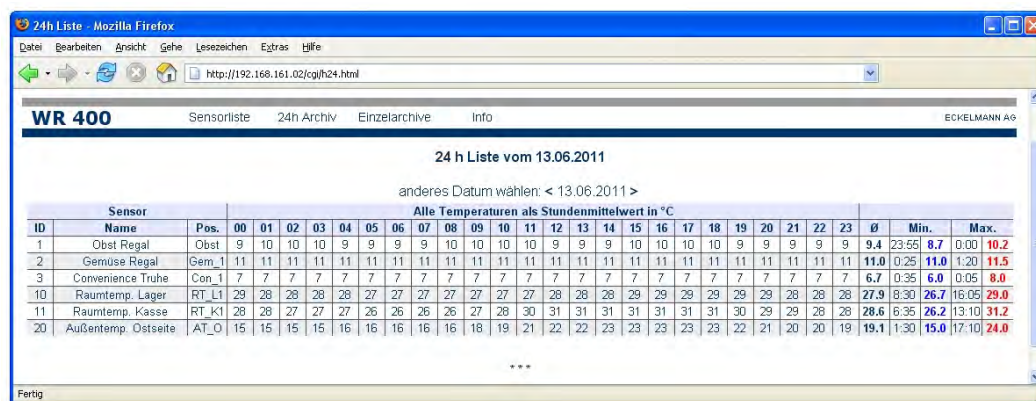 24h Liste - Mozilla Firefox
Datei Bearbeiten Ansicht Gehe Lesezeichen Extras Hilfe
http://192.168.161.02/cgi/h24.html
WR 400 Sensorliste 24h Archiv Einzelarchive Info ECKELMANN AG
24 h Liste vom 13.06.2011
anderes Datum wählen: < 13.06.2011 >
Sensor Alle Temperaturen als Stundenmittelwert in °C
ID Name Pos. 00 01 02 03 04 05 06 07 08 09 10 11 12 13 14 15 16 17 18 19 20 21 22 23 Ø Min. Max.
1 Obst Regal Obst 9 10 10 10 9 9 9 9 10 10 10 10 9 9 9 10 10 10 10 9 9 9 9 9 9.4 23:55 8.7 0:00 10.2
2 Gemüse Regal Gem_1 11 11 11 11 11 11 11 11 11 11 11 11 11 11 11 11 11 11 11 11 11 11 11 11 11.0 0:25 11.0 1:20 11.5
3 Convenience Truhe Con_1 7 7 7 7 7 7 7 7 7 7 7 7 7 7 7 7 7 7 7 7 7 7 7 7 6.7 0:35 6.0 0:05 8.0
10 Raumtemp. Lager RT_L1 29 28 28 28 28 27 27 27 27 27 27 27 28 28 28 29 29 29 29 29 29 28 28 28 27.9 8:30 26.7 16:05 29.0
11 Raumtemp. Kasse RT_K1 28 28 27 27 27 26 26 26 26 27 28 30 31 31 31 31 31 31 30 30 29 29 28 28 28.6 6:35 26.2 13:10 31.2
20 Außentemp. Ostseite AT_O 15 15 15 15 16 16 16 16 16 18 19 21 22 22 23 23 23 23 23 22 21 20 20 19 19.1 1:30 15.0 17:10 24.0
***
Fertig